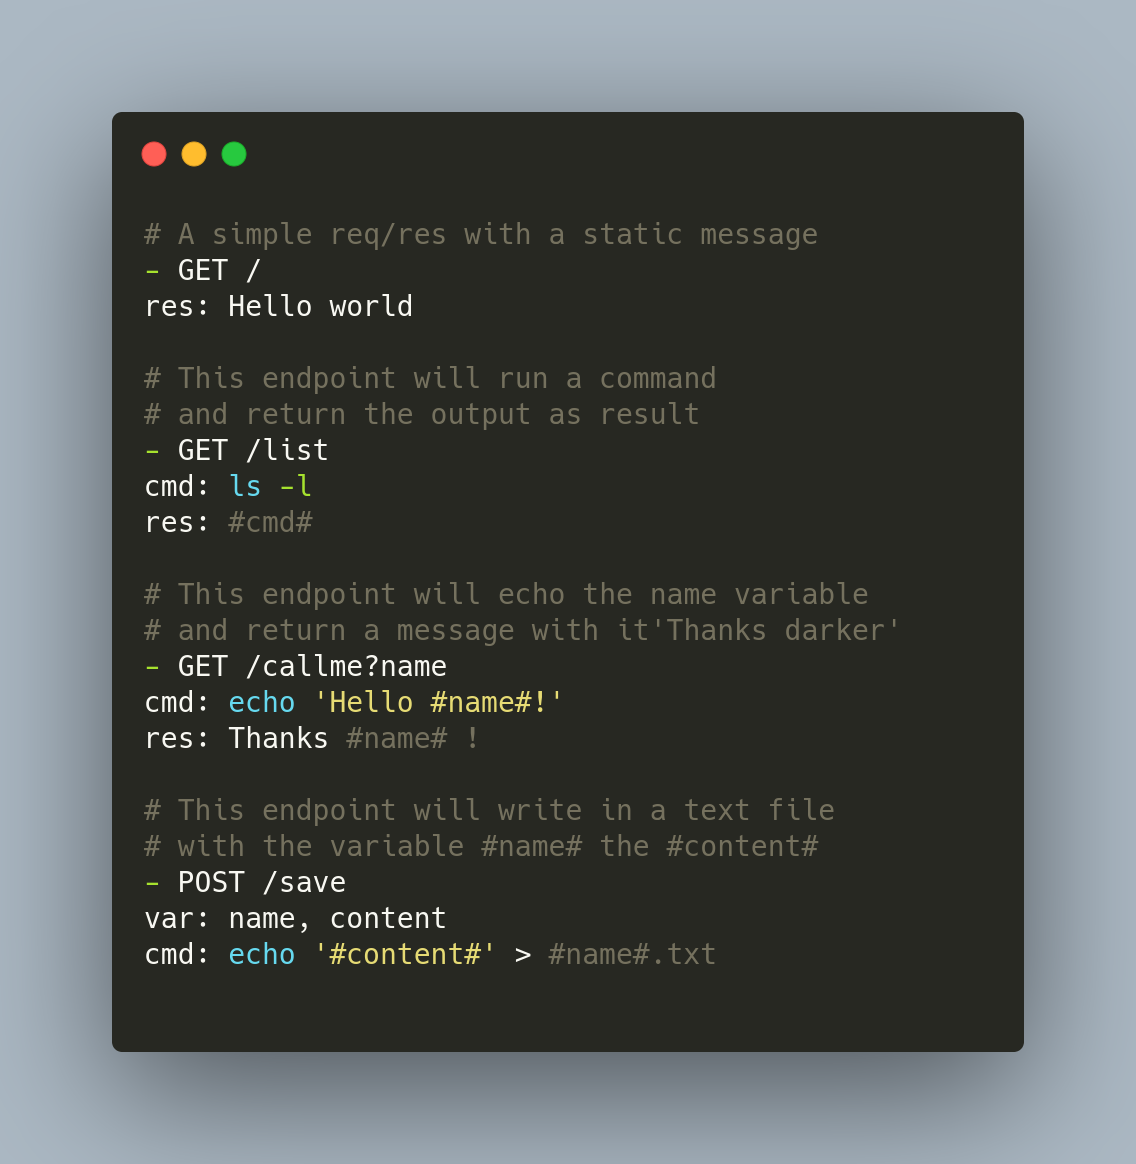 # A simple req/res with a static message
- GET /
res: Hello world

# This endpoint will run a command
# and return the output as result
- GET /list
cmd: ls -l
res: #cmd#

# This endpoint will echo the name variable
# and return a message with it'Thanks darker'
- GET /callme?name
cmd: echo 'Hello #name#!'
res: Thanks #name# !

# This endpoint will write in a text file
# with the variable #name# the #content#
- POST /save
var: name, content
cmd: echo '#content#' > #name#.txt